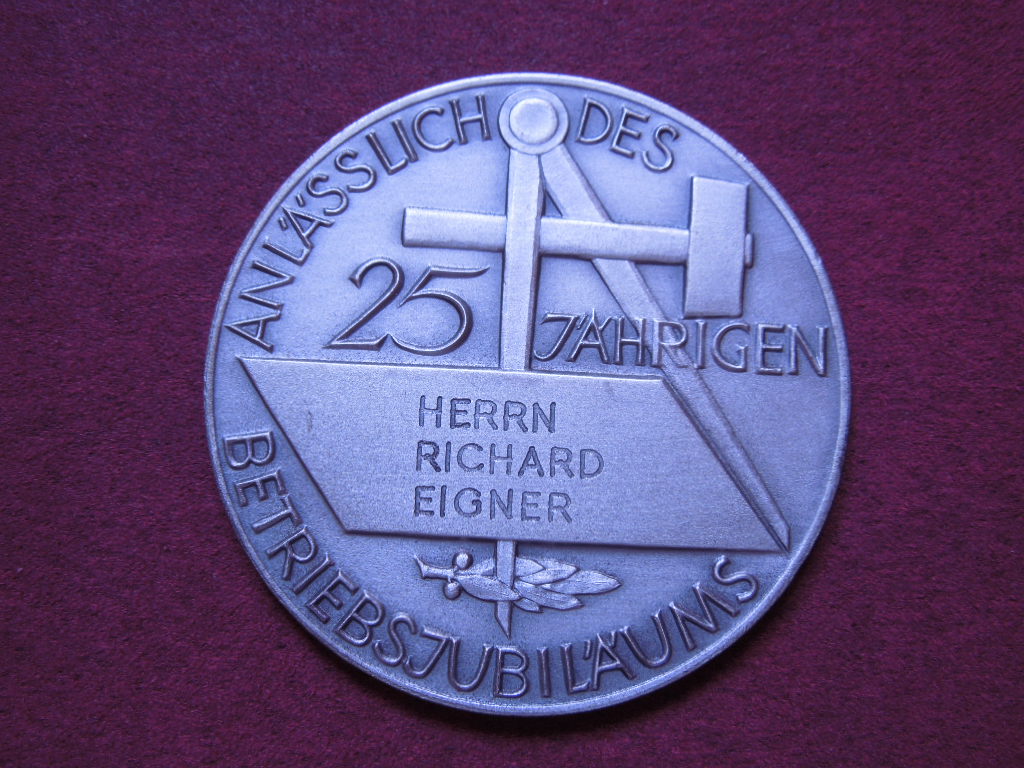 ANLÄSSLICH DES
25 JÄHRIGEN
HERRN
RICHARD
EIGNER
BETRIEBSJUBILÄUMS